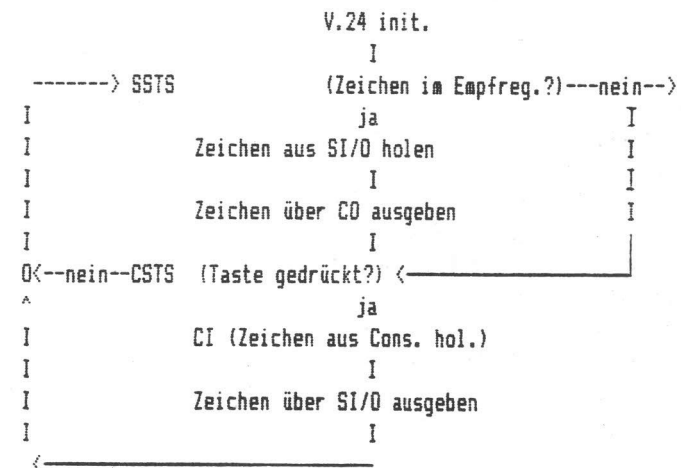 V.24 init.
I
-------> SSTS (Zeichen im Empfreg.?)---nein-->
I ja I
I Zeichen aus SI/O holen I
I I I
I Zeichen über CO ausgeben I
I I
O<--nein--CSTS (Taste gedrückt?) <
^ ja
I CI (Zeichen aus Cons. hol.)
I I
I Zeichen über SI/O ausgeben
I I
<